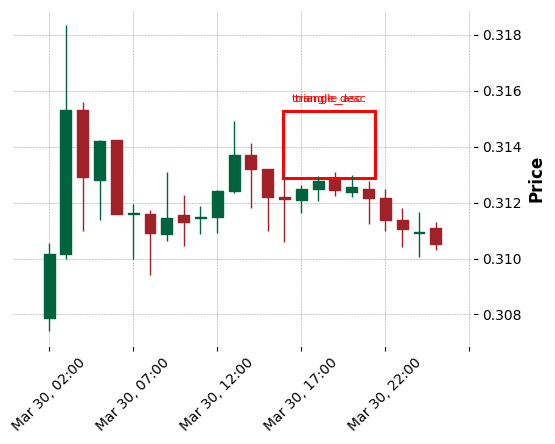 0.318
0.316
triangle_desc
0.314
Price
0.312
0.310
0.308
Mar 30, 02:00
Mar 30, 07:00
Mar 30, 12:00
Mar 30, 17:00
Mar 30, 22:00